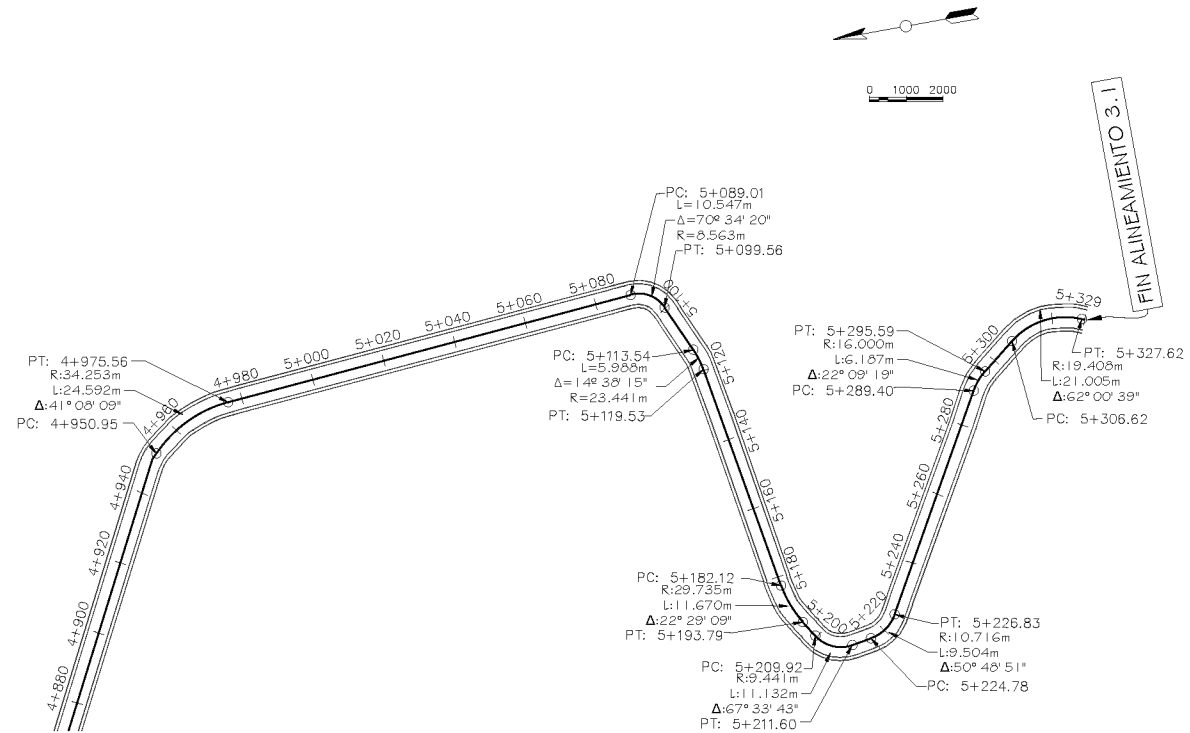 0 1000 2000
FIN ALINEAMIENTO 3.1
PC: 5+089.01
L=10.547m
Δ=70º 34' 20"
R=8.563m
PT: 5+099.56
5+080
5+100
5+060
5+040
5+020
5+000
4+980
4+960
PT: 4+975.56
R:34.253m
L:24.592m
Δ:41° 08' 09"
PC: 4+950.95
4+940
4+920
4+900
4+880
PC: 5+113.54
L=5.988m
Δ=14º 38' 15"
R=23.441m
PT: 5+119.53
5+120
5+140
5+160
5+180
PC: 5+182.12
R:29.735m
L:11.670m
Δ:22° 29' 09"
PT: 5+193.79
5+200
5+220
PC: 5+209.92
R:9.441m
L:11.132m
Δ:67° 33' 43"
PT: 5+211.60
PT: 5+226.83
R:10.716m
L:9.504m
Δ:50° 48' 51"
PC: 5+224.78
5+240
5+260
5+280
PT: 5+295.59
R:16.000m
L:6.187m
Δ:22° 09' 19"
PC: 5+289.40
5+300
5+329
PT: 5+327.62
R:19.408m
L:21.005m
Δ:62° 00' 39"
PC: 5+306.62